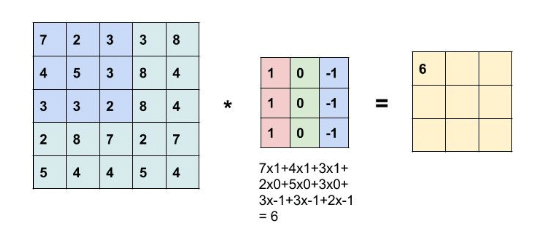 7 2 3 3 8
4 5 3 8 4
3 3 2 8 4
2 8 7 2 7
5 4 4 5 4
*
1 0 -1
1 0 -1
1 0 -1
7x1+4x1+3x1+
2x0+5x0+3x0+
3x-1+3x-1+2x-1
= 6
=
6